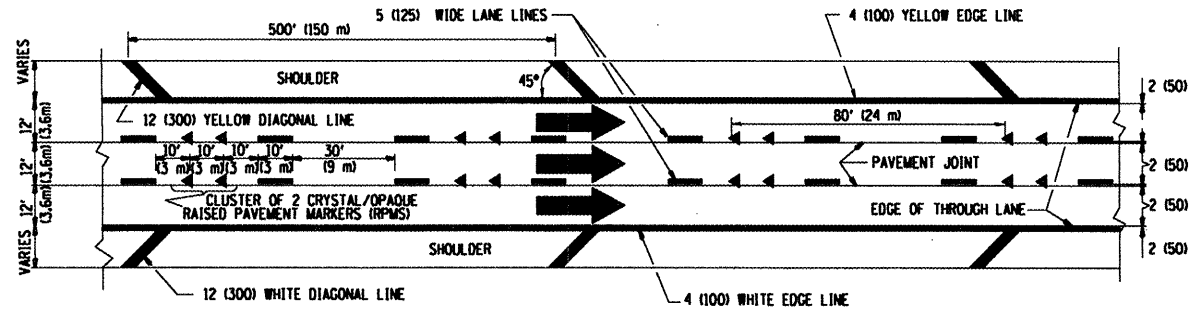 5 (125) WIDE LANE LINES
4 (100) YELLOW EDGE LINE
500' (150 m)
VARIES
SHOULDER
45°
2 (50)
12 (300) YELLOW DIAGONAL LINE
80' (24 m)
12'
(3.6m)
10'
(3 m)
10'
(3 m)
10'
(3 m)
10'
(3 m)
30'
(9 m)
PAVEMENT JOINT
2 (50)
12'
(3.6m)
CLUSTER OF 2 CRYSTAL/OPAQUE
RAISED PAVEMENT MARKERS (RPMS)
EDGE OF THROUGH LANE
2 (50)
12'
(3.6m)
VARIES
SHOULDER
2 (50)
12 (300) WHITE DIAGONAL LINE
4 (100) WHITE EDGE LINE